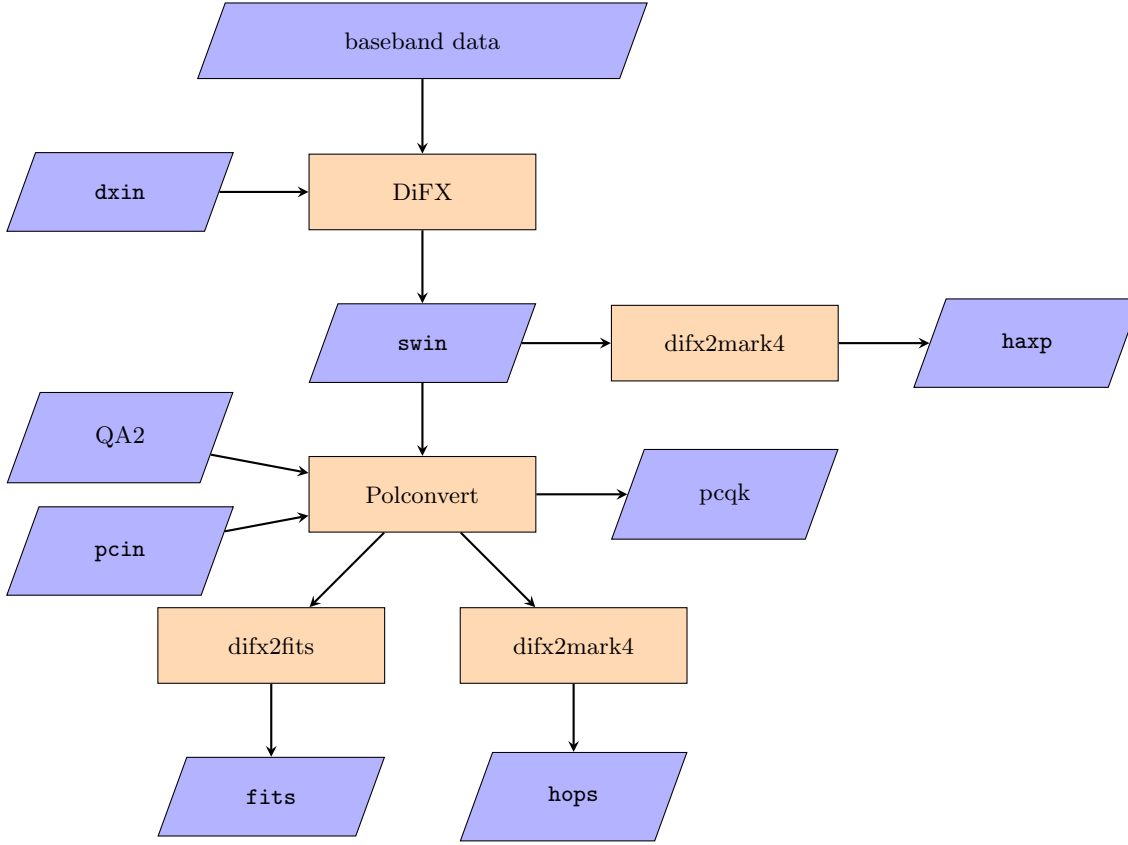 baseband data
dxin
DiFX
swin
difx2mark4
haxp
QA2
Polconvert
pcqk
pcin
difx2fits
difx2mark4
fits
hops